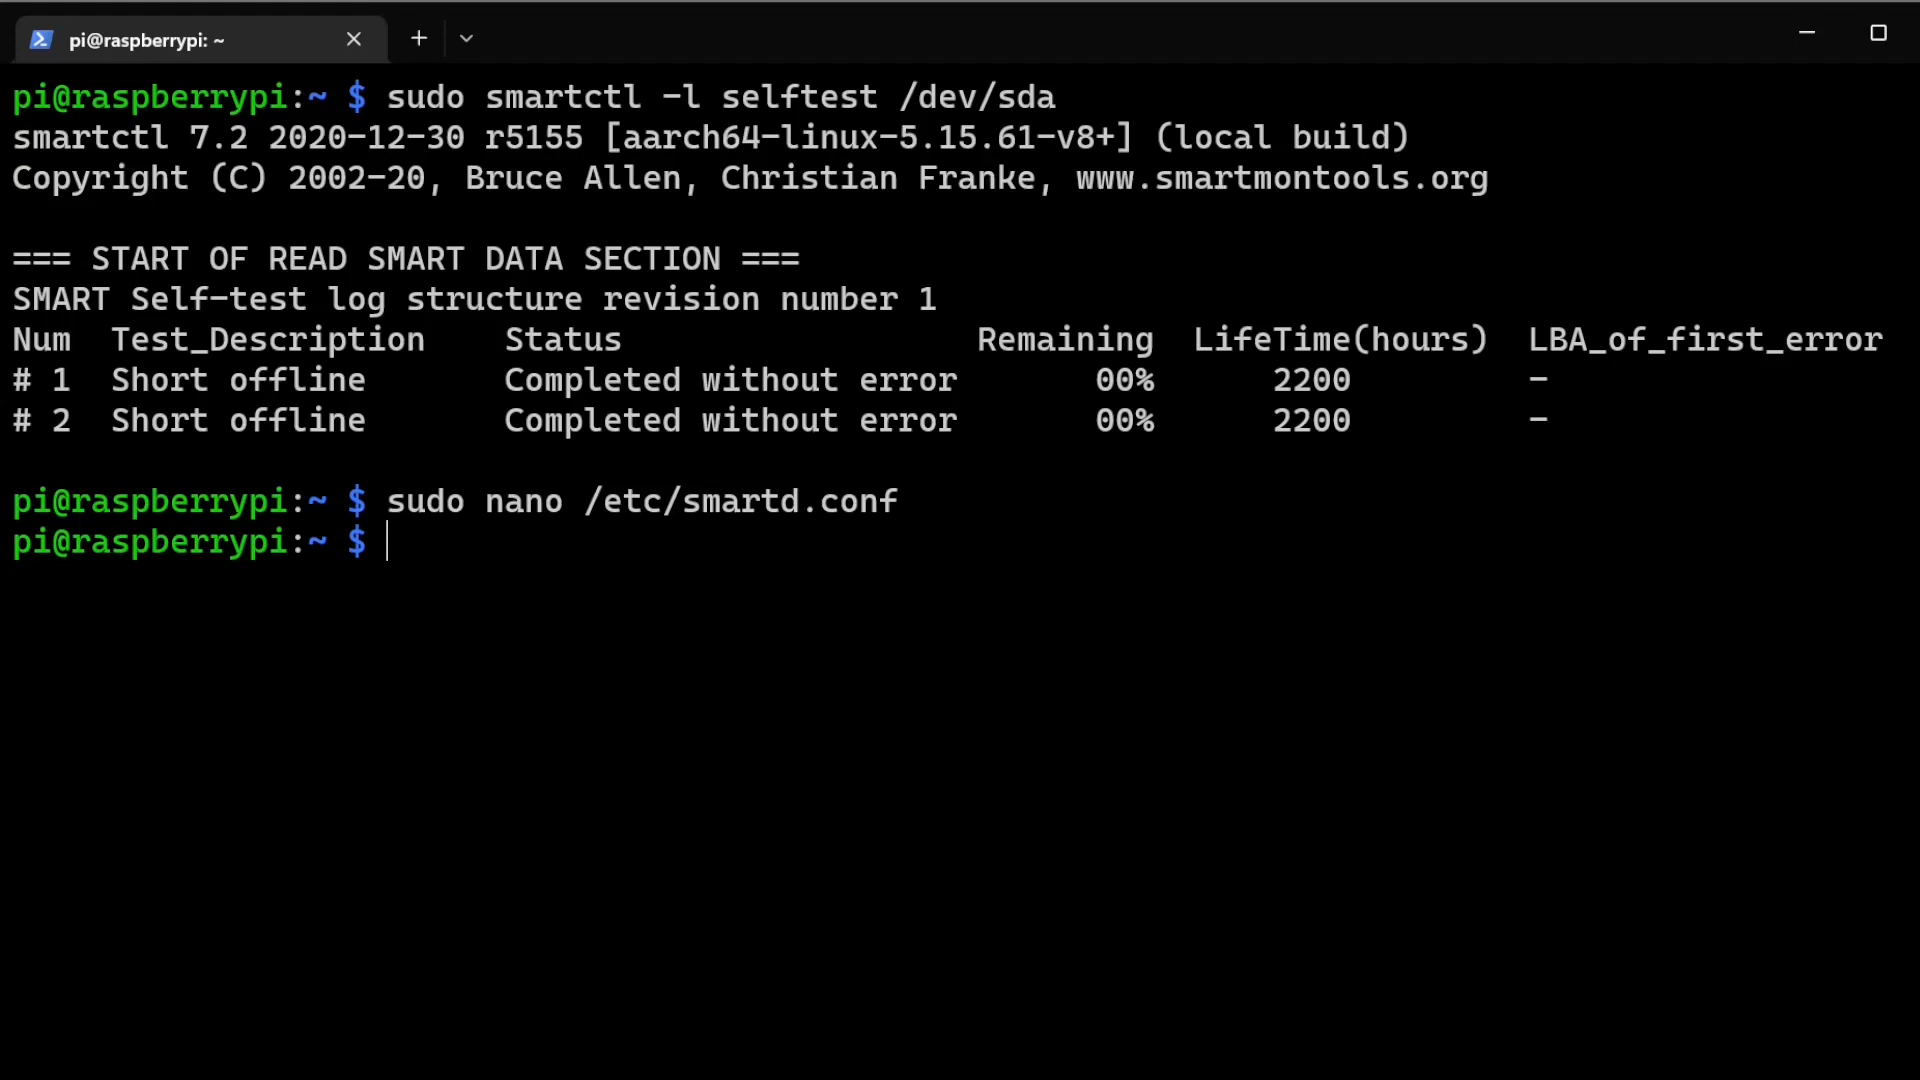 pi@raspberrypi: ~
pi@raspberrypi:~ $ sudo smartctl -l selftest /dev/sda
smartctl 7.2 2020-12-30 r5155 [aarch64-linux-5.15.61-v8+] (local build)
Copyright (C) 2002-20, Bruce Allen, Christian Franke, www.smartmontools.org
=== START OF READ SMART DATA SECTION ===
SMART Self-test log structure revision number 1
Num  Test_Description    Status                  Remaining  LifeTime(hours)  LBA_of_first_error
# 1  Short offline       Completed without error       00%      2200         -
# 2  Short offline       Completed without error       00%      2200         -
pi@raspberrypi:~ $ sudo nano /etc/smartd.conf
pi@raspberrypi:~ $